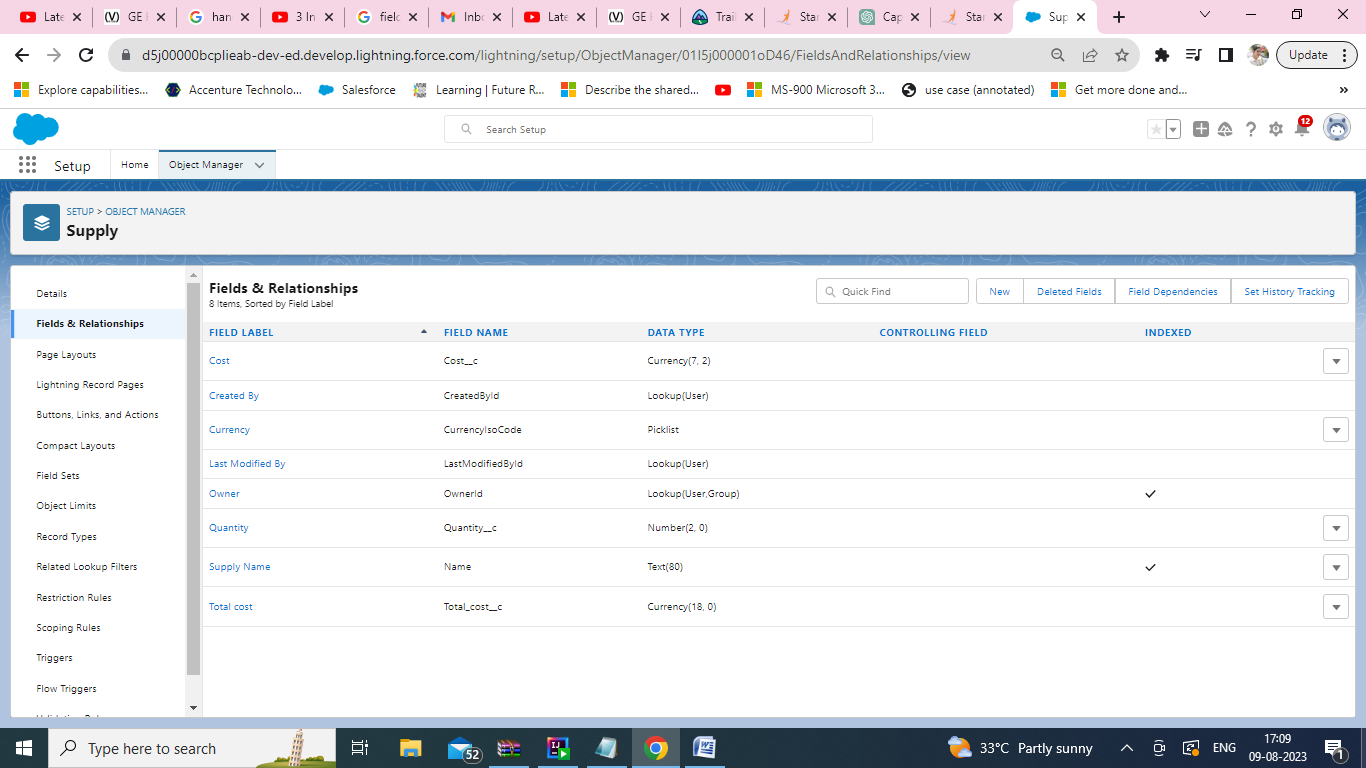 Late
GE I
han
3 In
field
Inbo
Late
GE I
Trai
Star
Cap
Star
Sup
d5j00000bcplieab-dev-ed.develop.lightning.force.com/lightning/setup/ObjectManager/01I5j000001oD46/FieldsAndRelationships/view
Update
Explore capabilities...
Accenture Technolo...
Salesforce
Learning | Future R...
Describe the shared...
MS-900 Microsoft 3...
use case (annotated)
Get more done and...
»
Search Setup
12
Setup
Home
Object Manager
SETUP > OBJECT MANAGER
Supply
Details
Fields & Relationships
Page Layouts
Lightning Record Pages
Buttons, Links, and Actions
Compact Layouts
Field Sets
Object Limits
Record Types
Related Lookup Filters
Restriction Rules
Scoping Rules
Triggers
Flow Triggers
Fields & Relationships
8 Items, Sorted by Field Label
Quick Find
New
Deleted Fields
Field Dependencies
Set History Tracking
FIELD LABEL FIELD NAME DATA TYPE CONTROLLING FIELD INDEXED
Cost Cost__c Currency(7, 2)
Created By CreatedById Lookup(User)
Currency CurrencyIsoCode Picklist
Last Modified By LastModifiedById Lookup(User)
Owner OwnerId Lookup(User,Group)
Quantity Quantity__c Number(2, 0)
Supply Name Name Text(80)
Total cost Total_cost__c Currency(18, 0)
Type here to search
52
33°C Partly sunny
ENG
17:09
09-08-2023
1